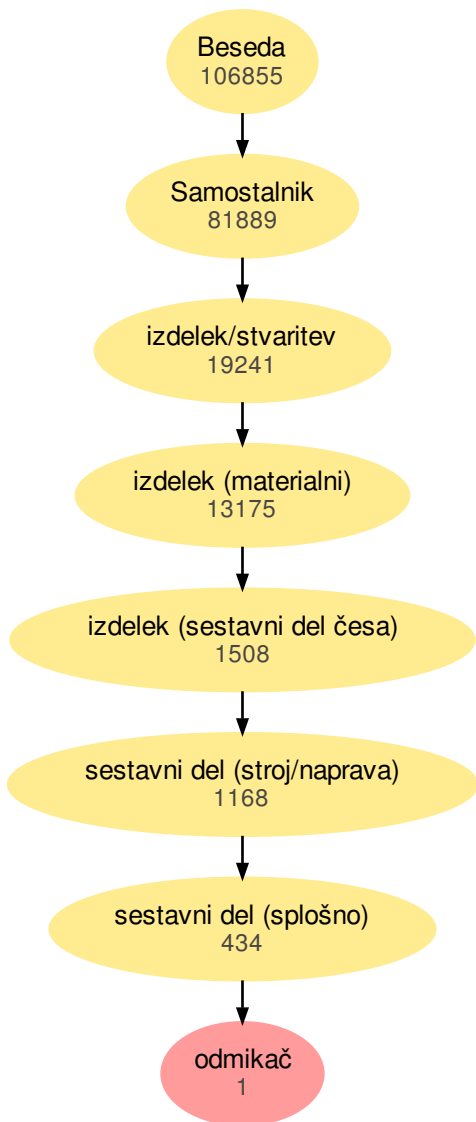 Beseda
106855
Samostalnik
81889
izdelek/stvaritev
19241
izdelek (materialni)
13175
izdelek (sestavni del česa)
1508
sestavni del (stroj/naprava)
1168
sestavni del (splošno)
434
odmikač
1